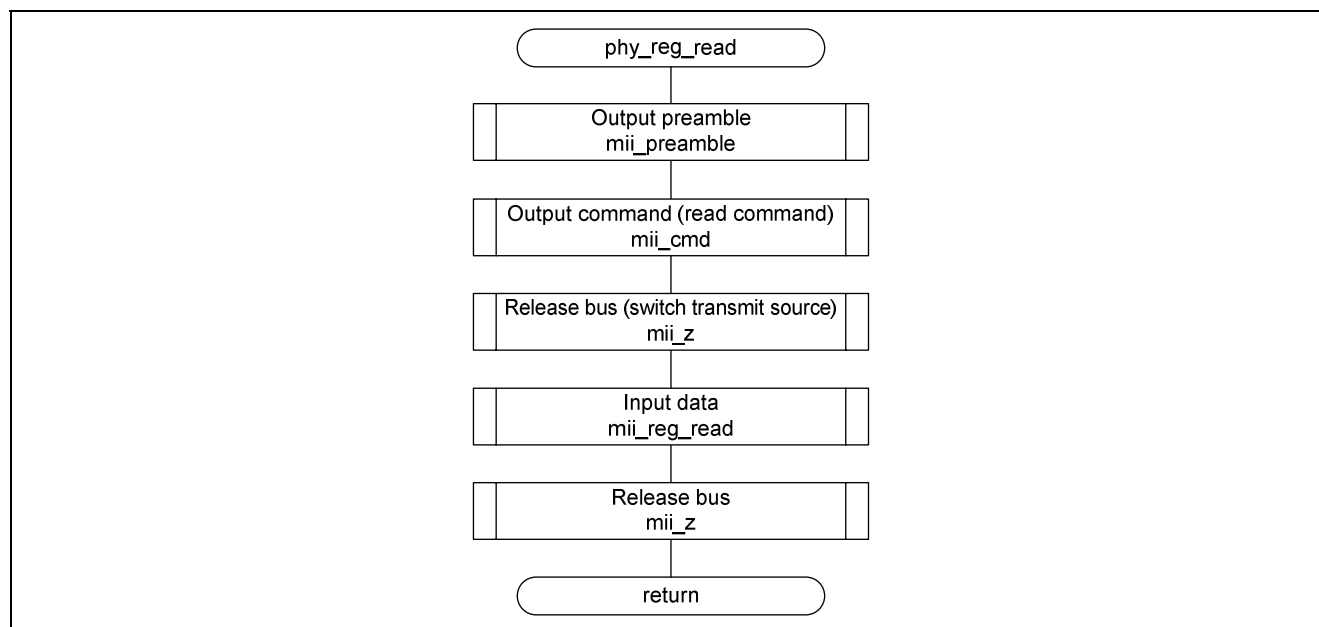 phy_reg_read
Output preamble
mii_preamble
Output command (read command)
mii_cmd
Release bus (switch transmit source)
mii_z
Input data
mii_reg_read
Release bus
mii_z
return